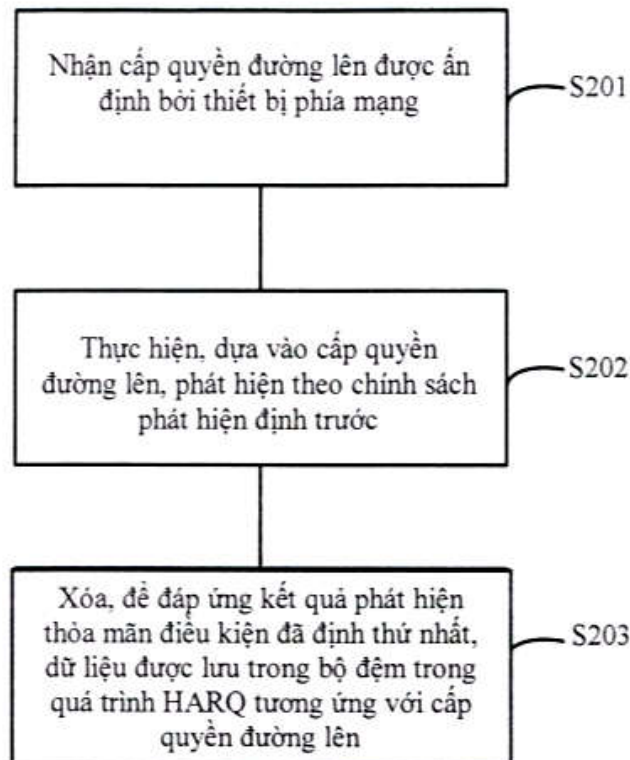 Nhận cấp quyền đường lên được ấn
định bởi thiết bị phía mạng
S201
Thực hiện, dựa vào cấp quyền
đường lên, phát hiện theo chính sách
phát hiện định trước
S202
Xóa, để đáp ứng kết quả phát hiện
thỏa mãn điều kiện đã định thứ nhất,
dữ liệu được lưu trong bộ đệm trong
quá trình HARQ tương ứng với cấp
quyền đường lên
S203